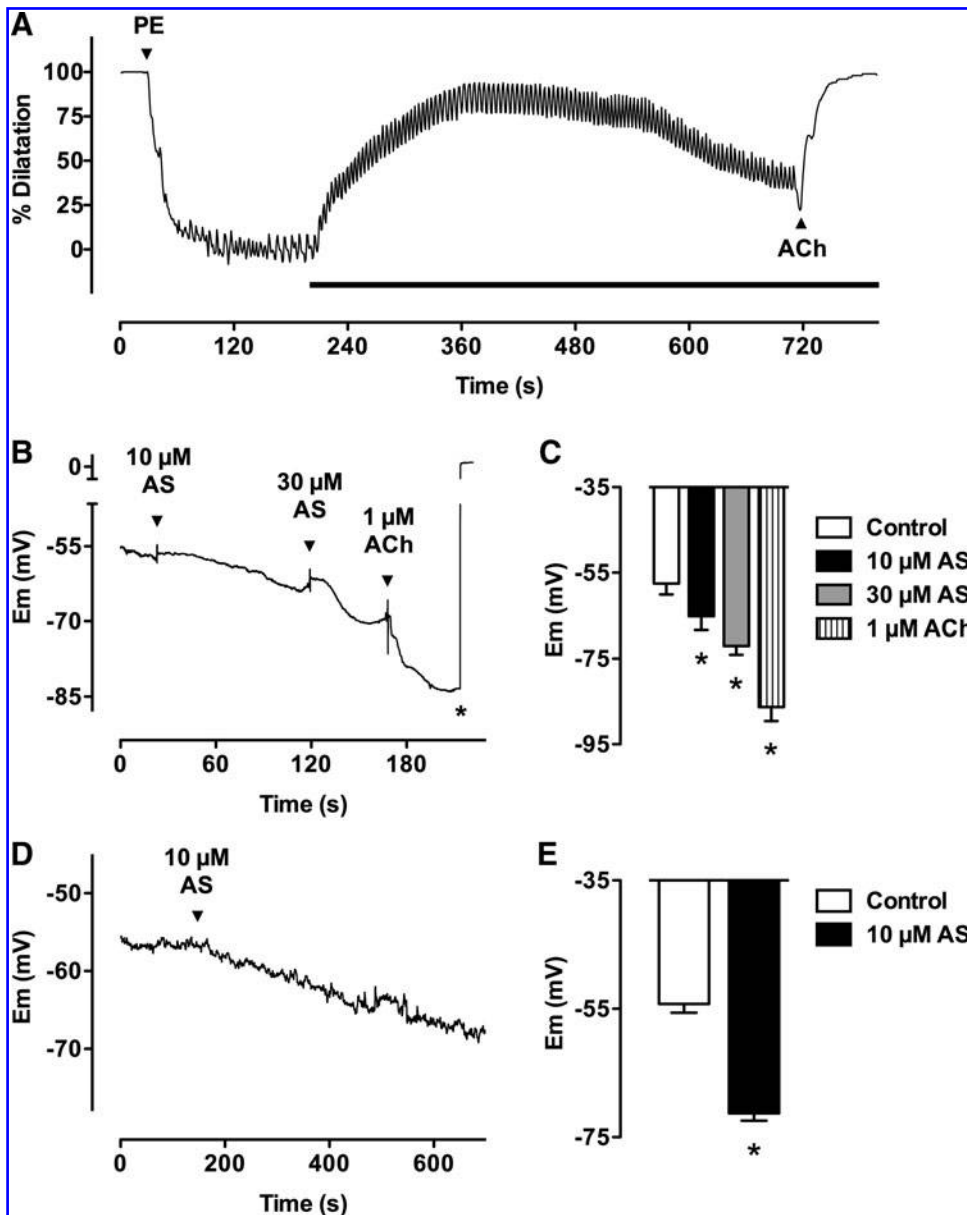 A
PE
100
75
50
25
0
% Dilatation
ACh
0 120 240 360 480 600 720
Time (s)
B
10 µM
AS
30 µM
AS
1 µM
ACh
0
-55
-70
-85
Em (mV)
*
0 60 120 180
Time (s)
C
-35
-55
-75
-95
Em (mV)
* * *
Control
10 µM AS
30 µM AS
1 µM ACh
D
10 µM
AS
-50
-60
-70
Em (mV)
0 200 400 600
Time (s)
E
-35
-55
-75
Em (mV)
*
Control
10 µM AS